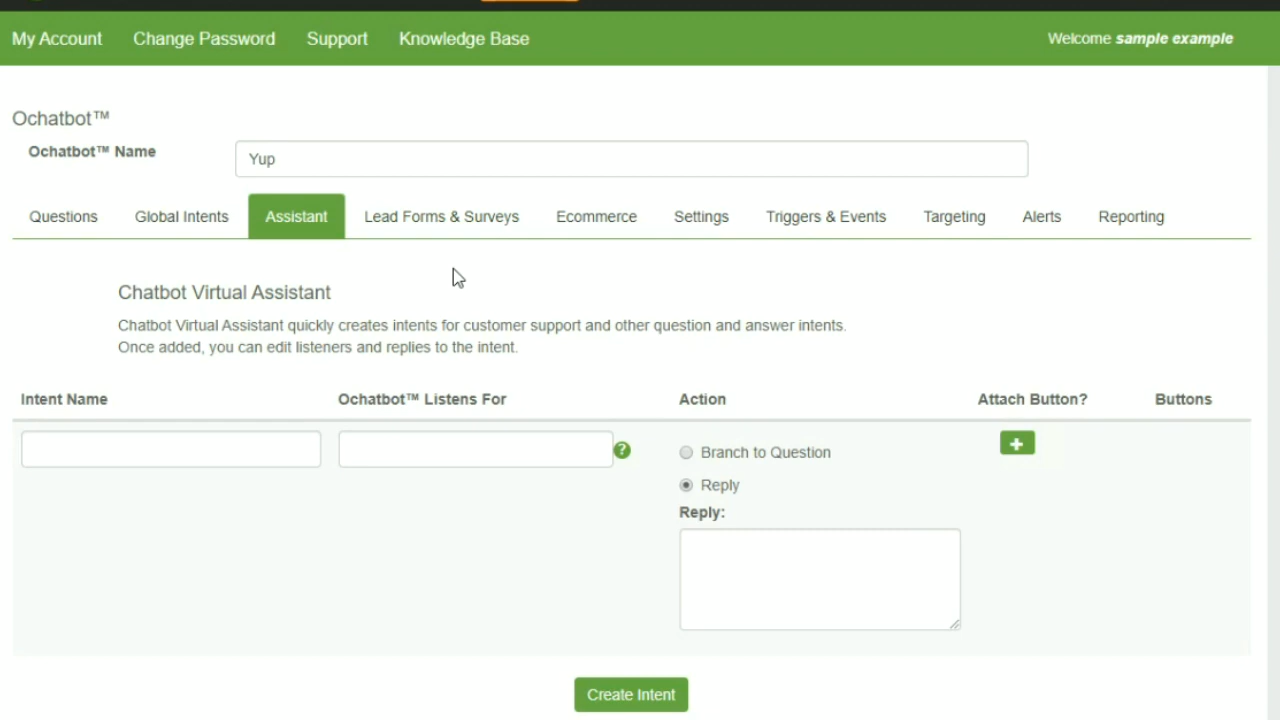 My Account Change Password Support Knowledge Base Welcome sample example
Ochatbot™
Ochatbot™ Name Yup
Questions Global Intents Assistant Lead Forms & Surveys Ecommerce Settings Triggers & Events Targeting Alerts Reporting
Chatbot Virtual Assistant
Chatbot Virtual Assistant quickly creates intents for customer support and other question and answer intents.
Once added, you can edit listeners and replies to the intent.
Intent Name Ochatbot™ Listens For Action Attach Button? Buttons
? Branch to Question +
Reply
Reply:
Create Intent